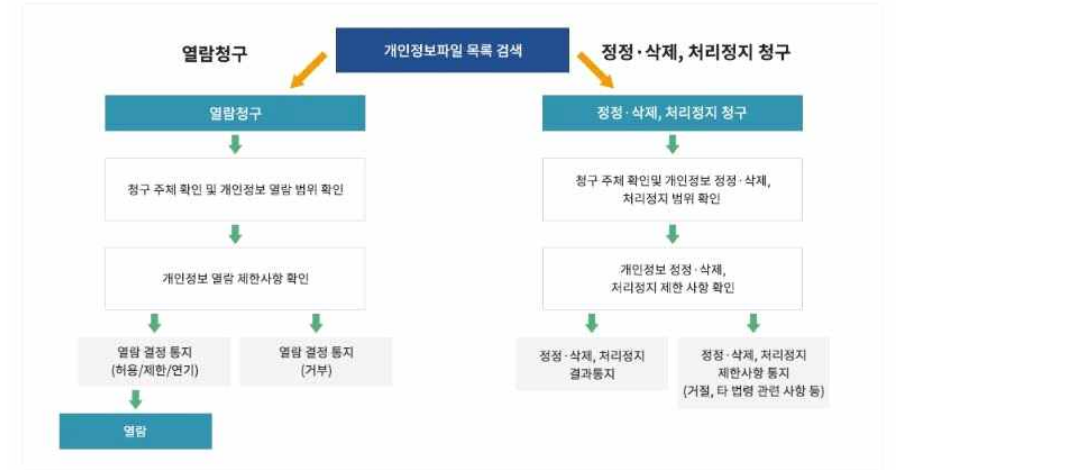 열람청구
개인정보파일 목록 검색
정정·삭제, 처리정지 청구
열람청구
정정·삭제, 처리정지 청구
청구 주체 확인 및 개인정보 열람 범위 확인
청구 주체 확인및 개인정보 정정·삭제,
처리정지 범위 확인
개인정보 열람 제한사항 확인
개인정보 정정·삭제,
처리정지 제한 사항 확인
열람 결정 통지
(허용/제한/연기)
열람 결정 통지
(거부)
정정·삭제, 처리정지
결과통지
정정·삭제, 처리정지
제한사항 통지
(거절, 타 법령 관련 사항 등)
열람